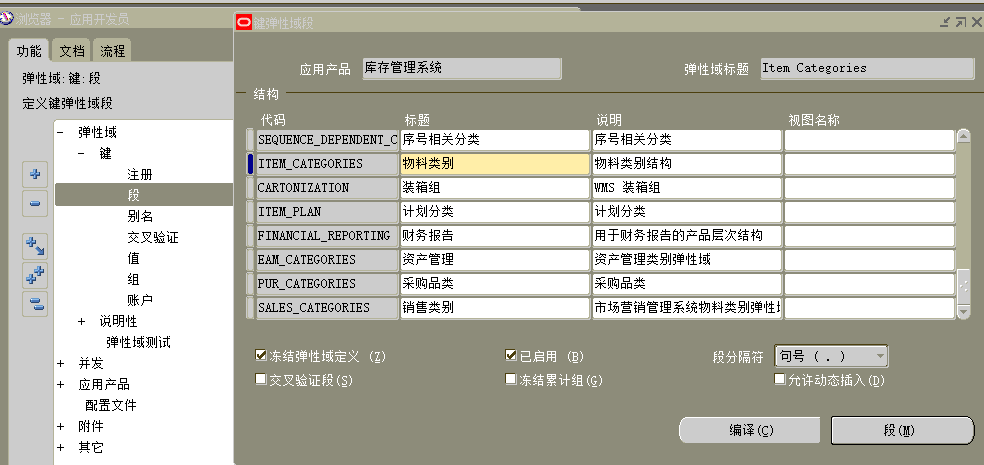 浏览器 - 应用开发员
功能 文档 流程
弹性域:键:段
定义键弹性域段
- 弹性域
- 键
注册
段
别名
交叉验证
值
组
账户
+ 说明性
弹性域测试
+ 并发
+ 应用产品
配置文件
+ 附件
+ 其它
键弹性域段
应用产品 库存管理系统 弹性域标题 Item Categories
结构
代码 标题 说明 视图名称
SEQUENCE_DEPENDENT_C 序号相关分类 序号相关分类
ITEM_CATEGORIES 物料类别 物料类别结构
CARTONIZATION 装箱组 WMS 装箱组
ITEM_PLAN 计划分类 计划分类
FINANCIAL_REPORTING 财务报告 用于财务报告的产品层次结构
EAM_CATEGORIES 资产管理 资产管理类别弹性域
PUR_CATEGORIES 采购品类 采购品类
SALES_CATEGORIES 销售类别 市场营销管理系统物料类别弹性
冻结弹性域定义 (Z) 已启用 (B) 段分隔符 句号 ( . )
交叉验证段(S) 冻结累计组(G) 允许动态插入(D)
编译(C) 段(M)